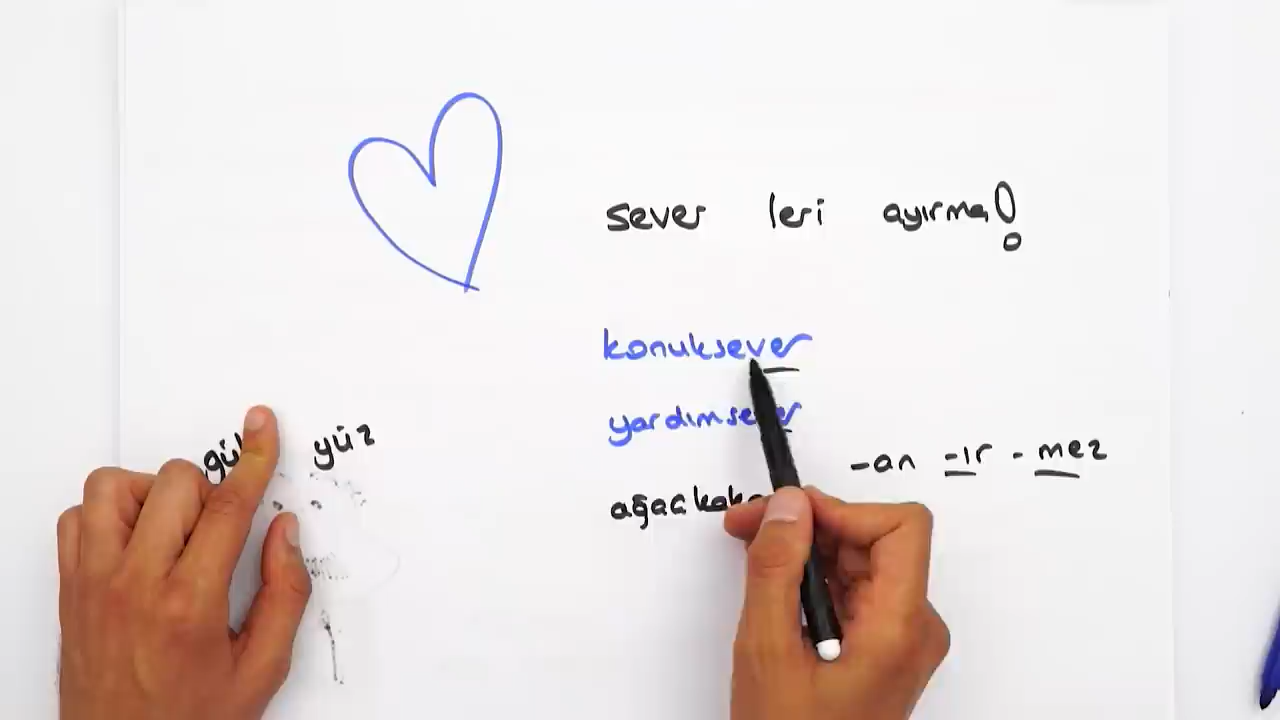 sever leri ayırma!
konuksever
yardımsever
-an -ır - mez
yüz